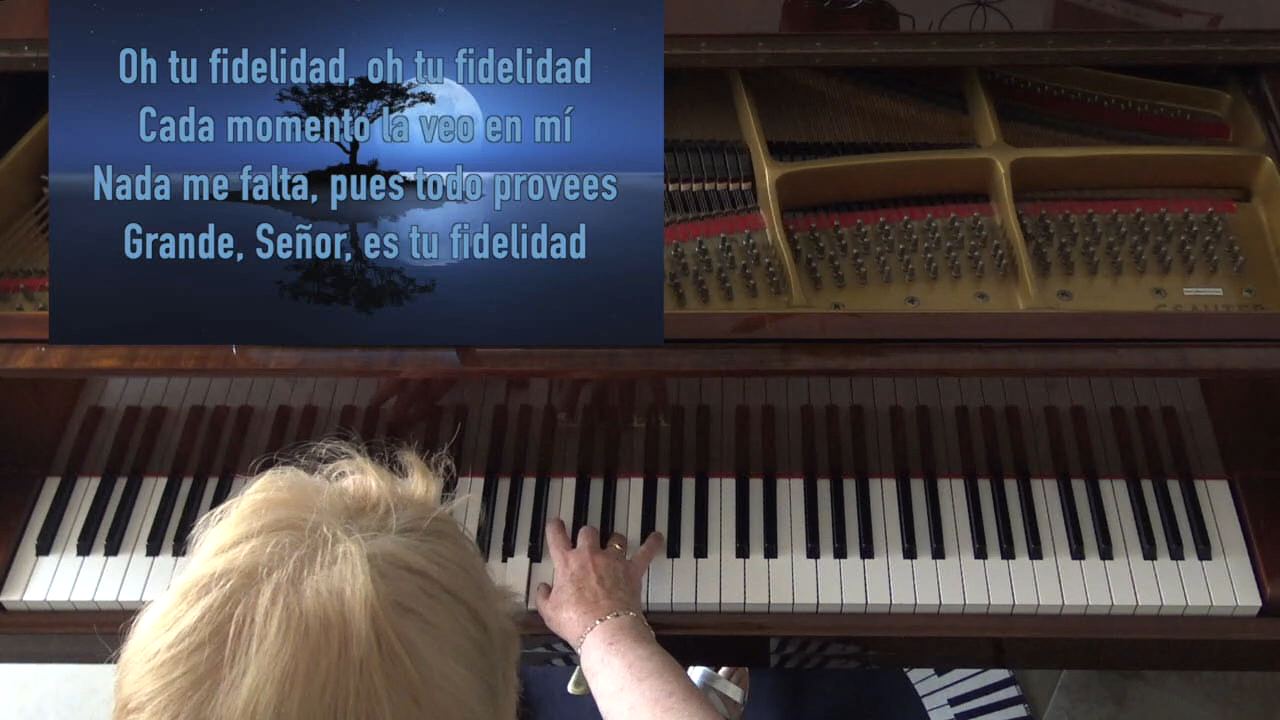 Oh tu fidelidad, oh tu fidelidad
Cada momento la veo en mí
Nada me falta, pues todo provees
Grande, Señor, es tu fidelidad